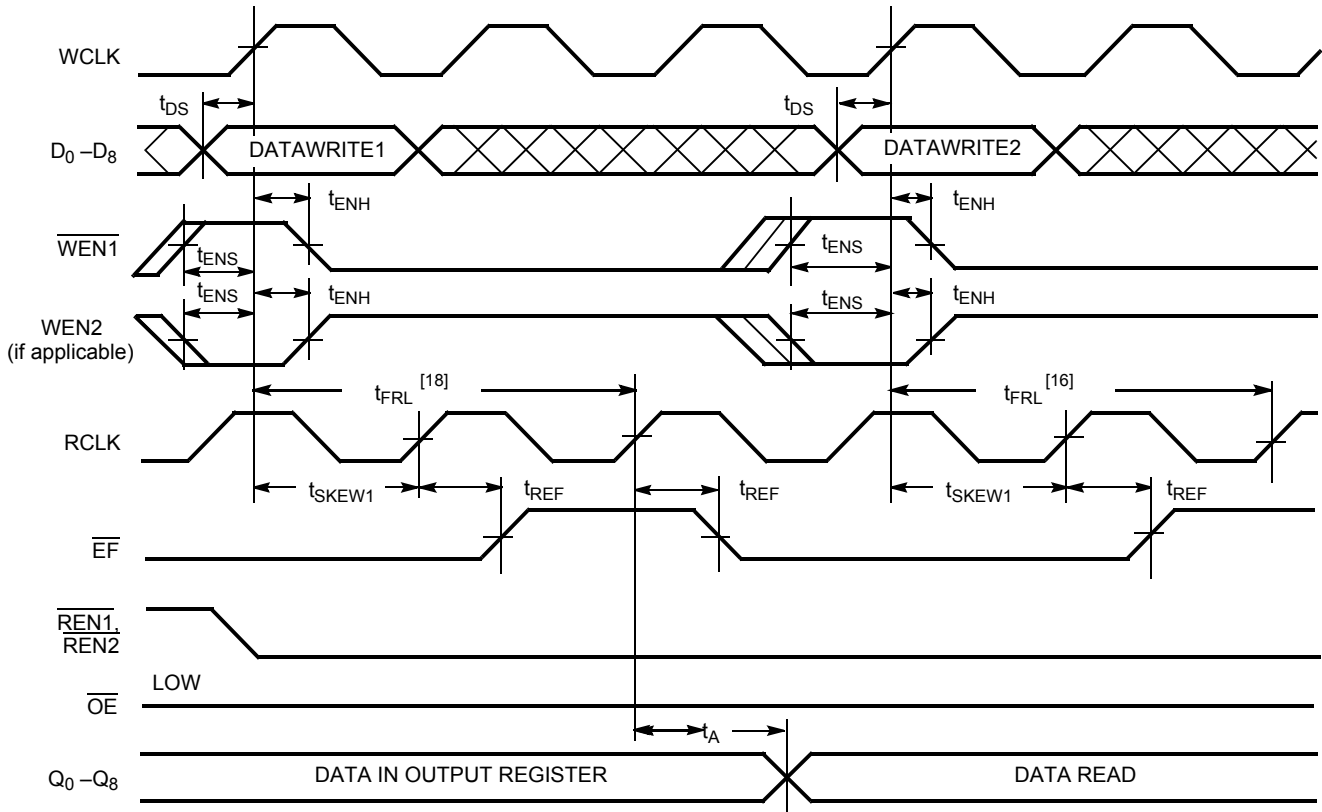 WCLK
tDS
tDS
D0 –D8
DATAWRITE1
DATAWRITE2
tENH
tENH
WEN1
tENS
tENS
tENS
tENH
tENS
tENH
WEN2
(if applicable)
tFRL [18]
tFRL [16]
RCLK
tSKEW1
tREF
tREF
tSKEW1
tREF
EF
REN1,
REN2
LOW
OE
tA
Q0 –Q8
DATA IN OUTPUT REGISTER
DATA READ